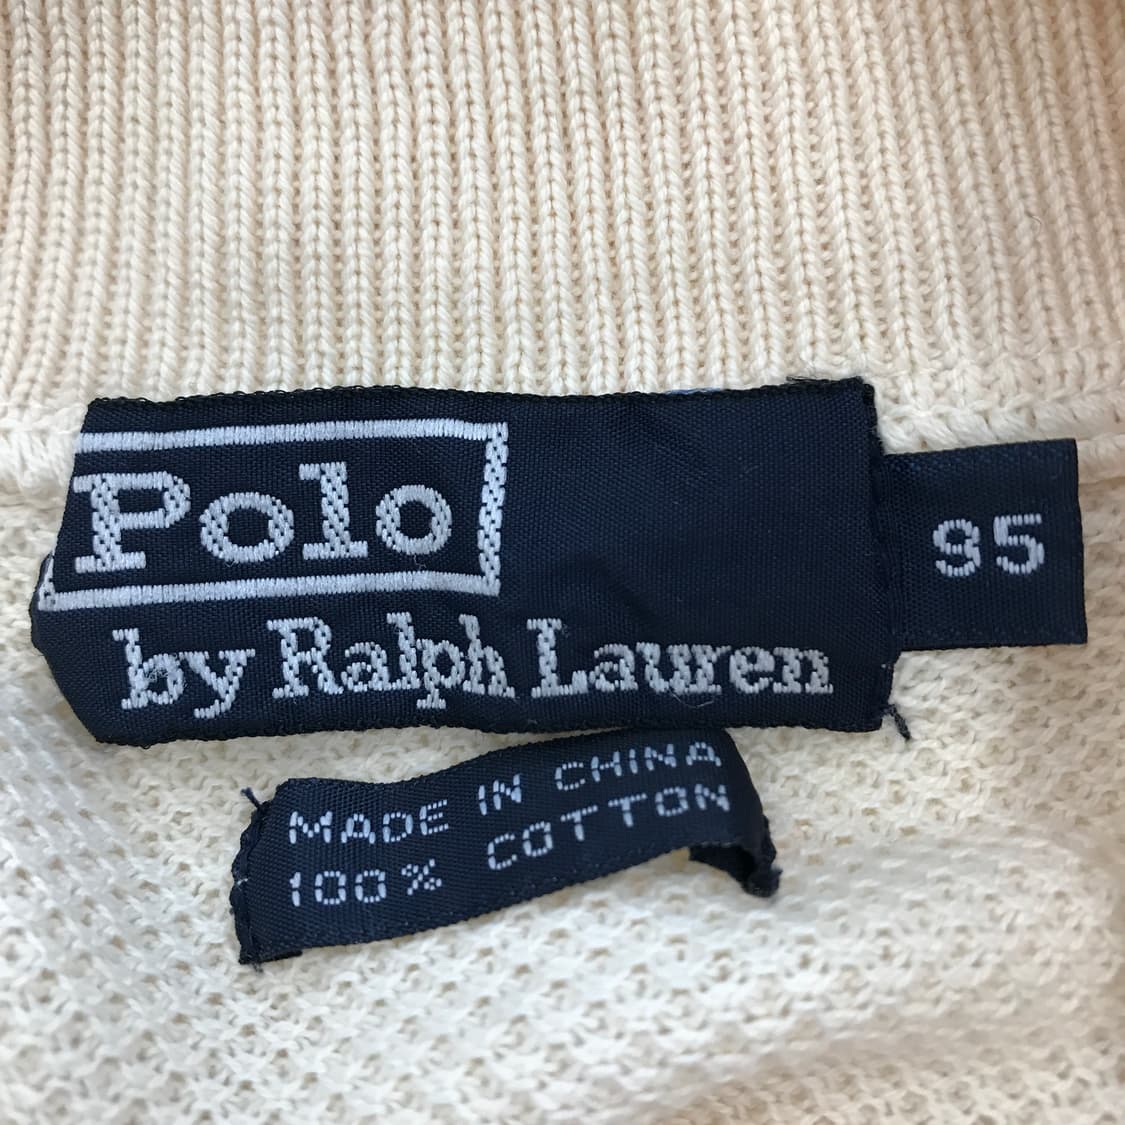 Polo
by Ralph Lauren
95
MADE IN CHINA
100% COTTON